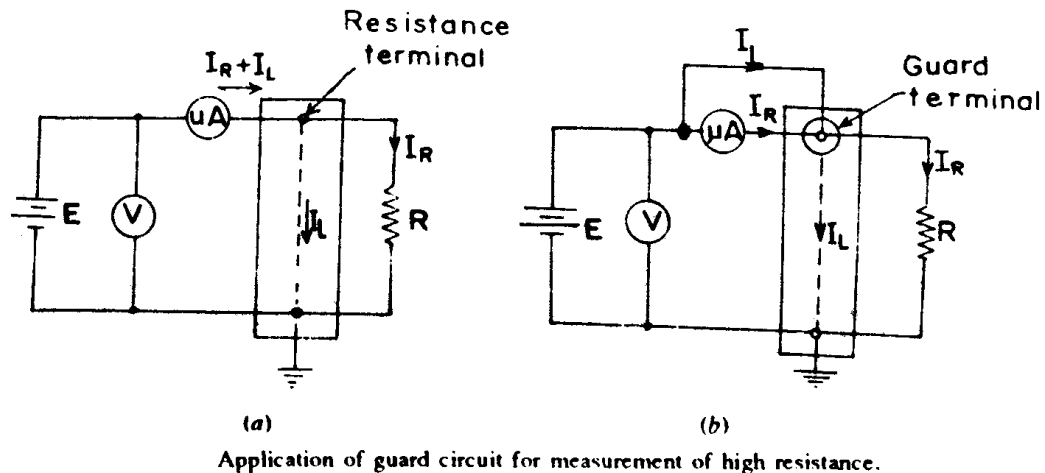 Resistance
terminal
I_R+I_L
uA
I_R
E
V
I_L
R
(a)
I_L
Guard
terminal
I_R
μA
I_R
E
V
I_L
R
(b)
Application of guard circuit for measurement of high resistance.